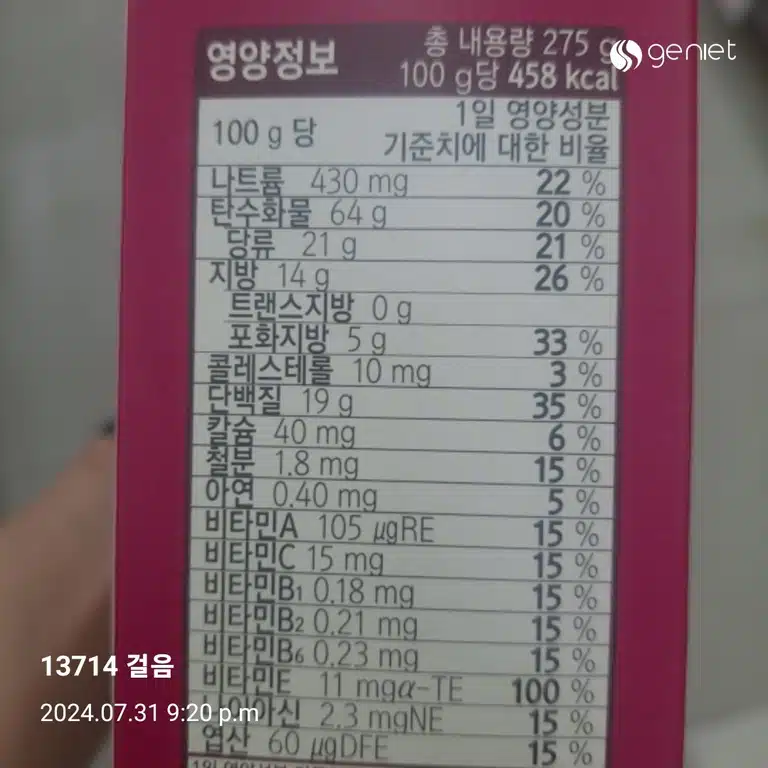 영양정보
총 내용량 275 g
100 g당 458 kcal
geniet
100 g 당
1일 영양성분
기준치에 대한 비율
나트륨 430 mg 22 %
탄수화물 64 g 20 %
당류 21 g 21 %
지방 14 g 26 %
트랜스지방 0 g
포화지방 5 g 33 %
콜레스테롤 10 mg 3 %
단백질 19 g 35 %
칼슘 40 mg 6 %
철분 1.8 mg 15 %
아연 0.40 mg 5 %
비타민A 105 µgRE 15 %
비타민C 15 mg 15 %
비타민B1 0.18 mg 15 %
비타민B2 0.21 mg 15 %
비타민B6 0.23 mg 15 %
비타민E 11 mgα-TE 100 %
나이아신 2.3 mgNE 15 %
엽산 60 µgDFE 15 %
13714 걸음
2024.07.31 9:20 p.m